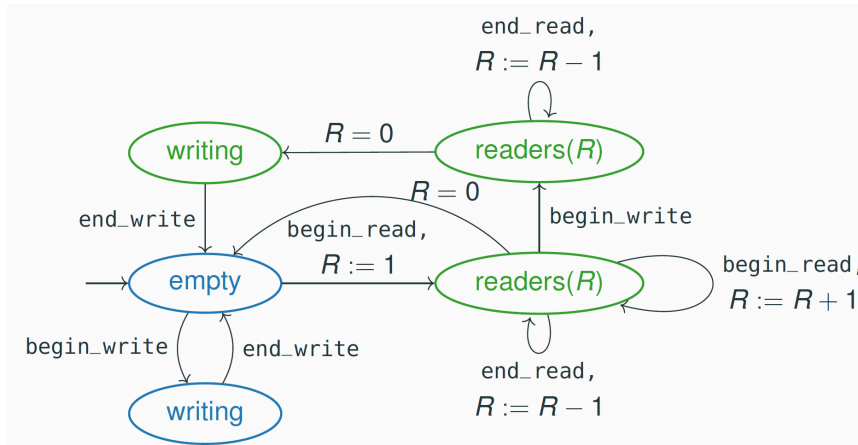 end_read,
R := R − 1
R = 0
writing
readers(R)
end_write
R = 0
begin_write
begin_read,
R := 1
empty
readers(R)
begin_read,
R := R + 1
begin_write
end_write
end_read,
R := R − 1
writing